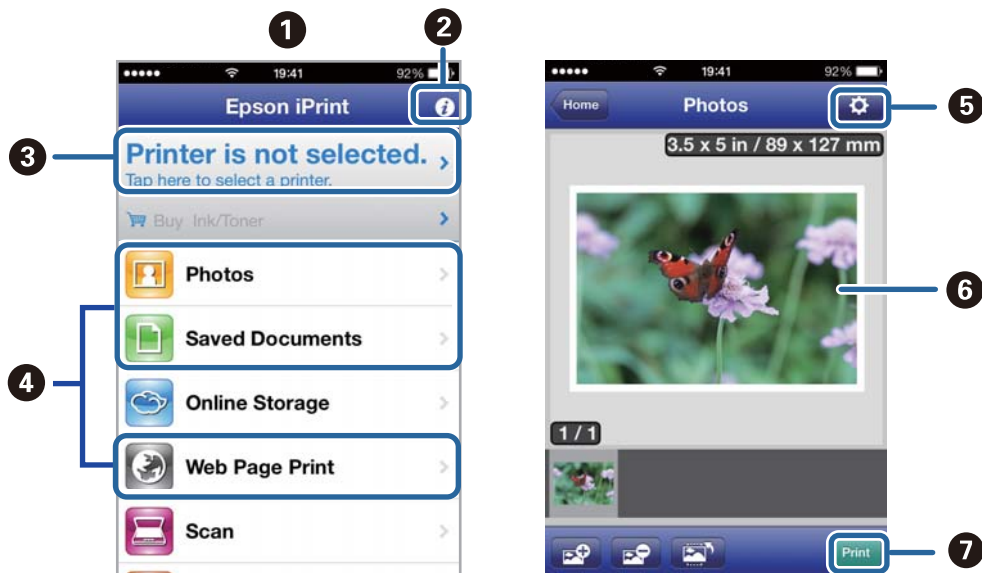 1
2
19:41
92%
Epson iPrint
3
Printer is not selected.
Tap here to select a printer.
Buy Ink/Toner
Photos
Saved Documents
4
Online Storage
Web Page Print
Scan
19:41
92%
Home
Photos
5
3.5 x 5 in / 89 x 127 mm
6
1 / 1
Print
7